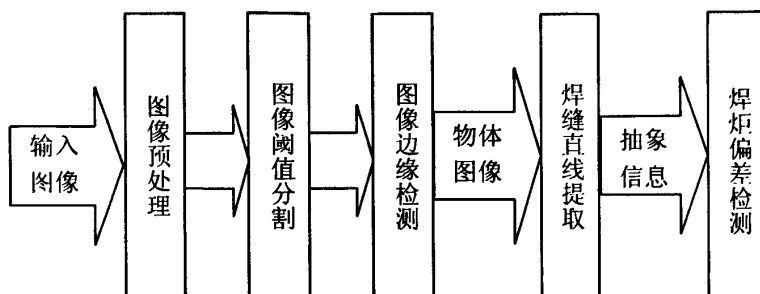 输入
图像
图像预处理
图像阈值分割
图像边缘检测
物体
图像
焊缝直线提取
抽象
信息
焊炬偏差检测